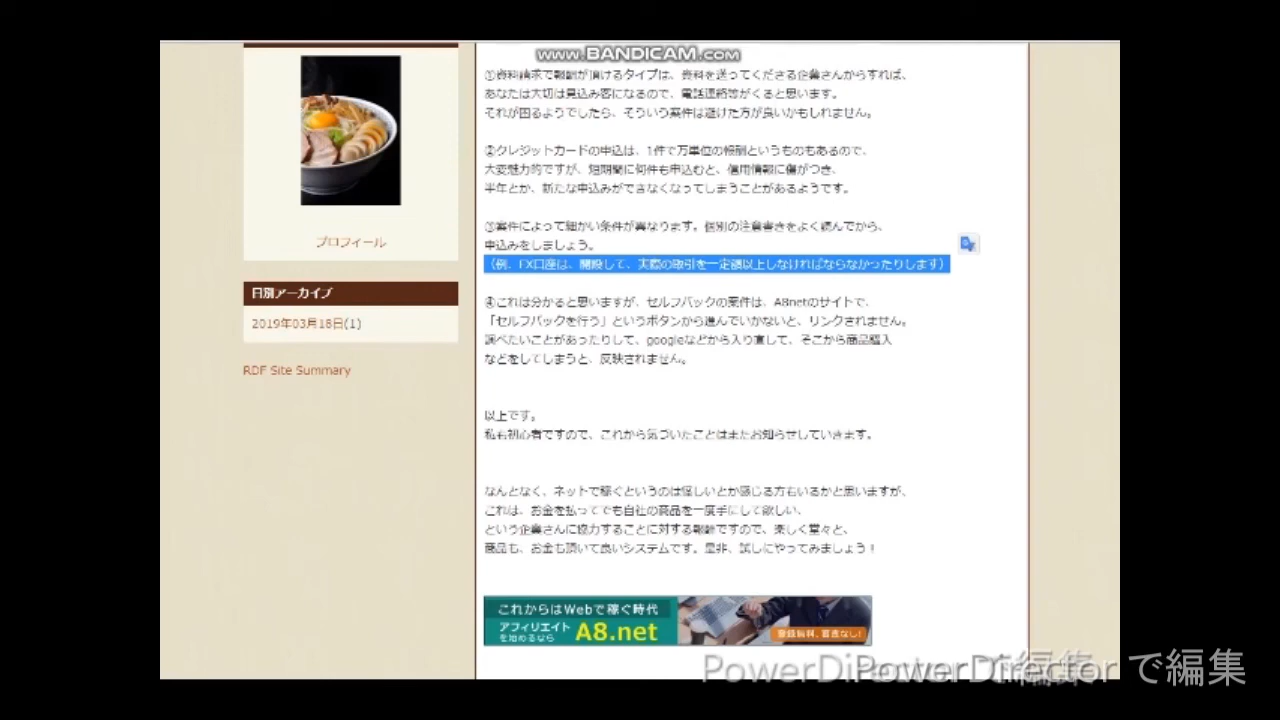 www.BANDICAM.com
①資料請求で報酬が頂けるタイプは、資料を送ってくださる企業さんからすれば、
あなたは大切は見込み客になるので、電話連絡等がくると思います。
それが困るようでしたら、そういう案件は避けた方が良いかもしれません。
②クレジットカードの申込は、1件で万単位の報酬というものもあるので、
大変魅力的ですが、短期間に何件も申込むと、信用情報に傷がつき、
半年とか、新たな申込みができなくなってしまうことがあるようです。
③案件によって細かい条件が異なります。個別の注意書きをよく読んでから、
申込みをしましょう。
（例、FX口座は、開設して、実際の取引を一定額以上しなければならなかったりします）
④これは分かると思いますが、セルフバックの案件は、A8netのサイトで、
「セルフバックを行う」というボタンから進んでいかないと、リンクされません。
調べたいことがあったりして、googleなどから入り直して、そこから商品購入
などをしてしまうと、反映されません。
以上です。
私も初心者ですので、これから気づいたことはまたお知らせしていきます。
なんとなく、ネットで稼ぐというのは怪しいとか感じる方もいるかと思いますが、
これは、お金を払ってでも自社の商品を一度手にして欲しい、
という企業さんに協力することに対する報酬ですので、楽しく堂々と、
商品も、お金も頂いて良いシステムです。是非、試しにやってみましょう！
これからはWebで稼ぐ時代
アフィリエイト
を始めるなら A8.net
登録無料、審査なし!
プロフィール
日別アーカイブ
2019年03月18日(1)
RDF Site Summary
PowerDirector で編集